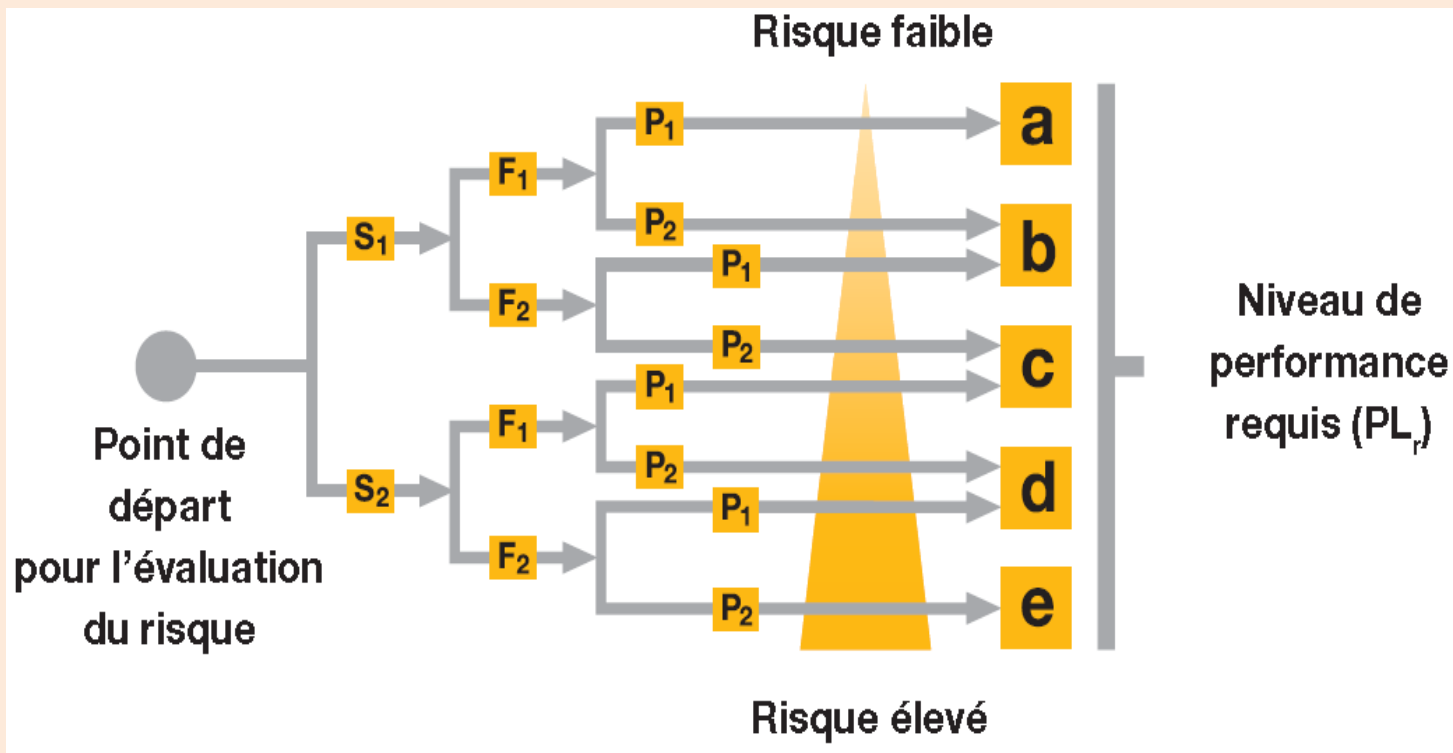 Risque faible
P₁
a
F₁
P₂
S₁
b
P₁
F₂
P₂
c
P₁
F₁
P₂
S₂
d
P₁
F₂
P₂
e
Point de
départ
pour l'évaluation
du risque
Niveau de
performance
requis (PLᵣ)
Risque élevé